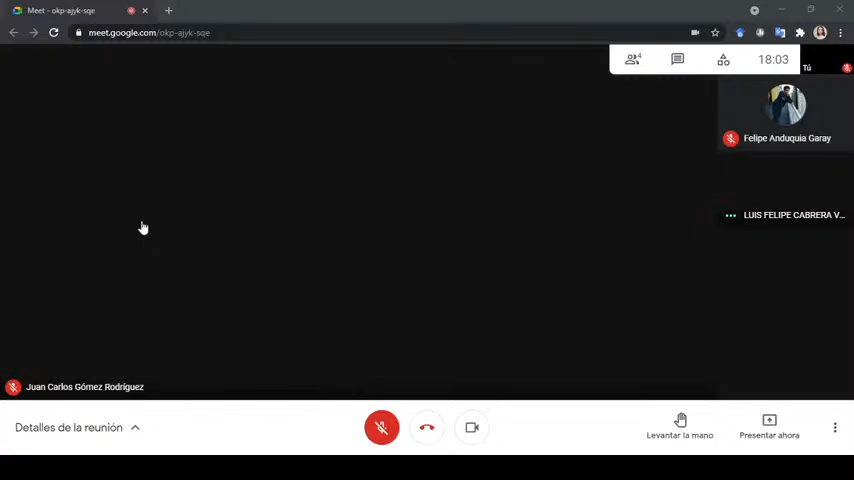 Meet - okp-ajyk-sqe
meet.google.com/okp-ajyk-sqe
4
18:03
Tú
Felipe Anduquia Garay
LUIS FELIPE CABRERA V...
Juan Carlos Gómez Rodríguez
Detalles de la reunión
Levantar la mano
Presentar ahora